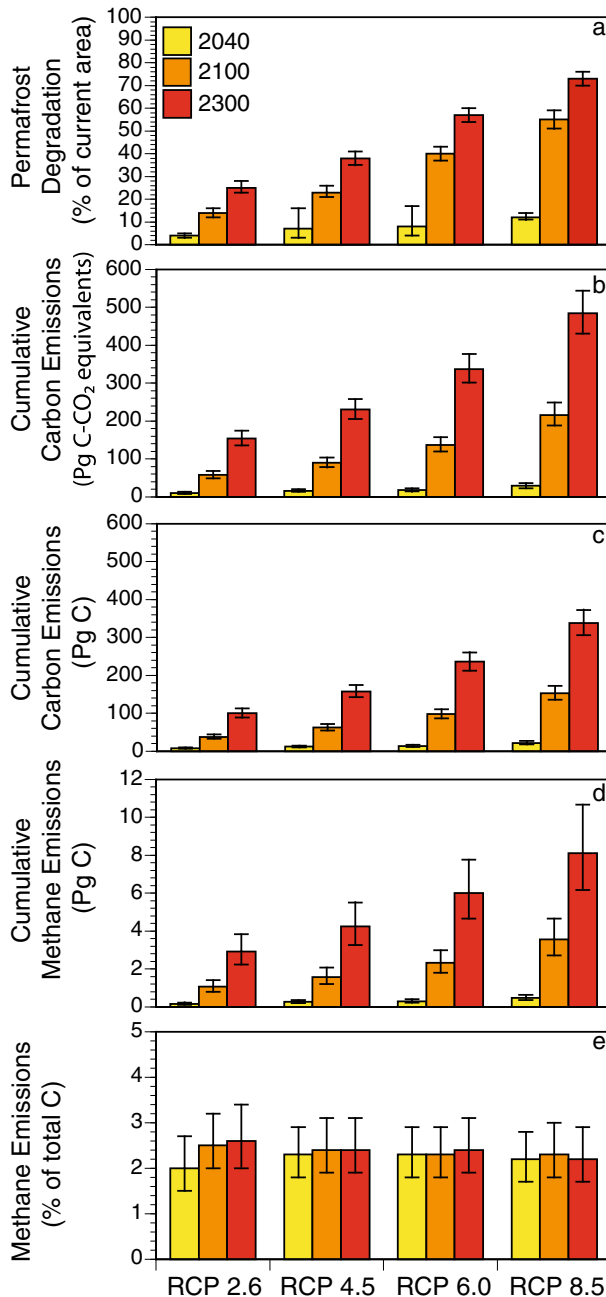 a
2040
2100
2300
Permafrost
Degradation
(% of current area)
100
90
80
70
60
50
40
30
20
10
0
b
Cumulative
Carbon Emissions
(Pg C-CO₂ equivalents)
600
500
400
300
200
100
0
c
Cumulative
Carbon Emissions
(Pg C)
600
500
400
300
200
100
0
d
Cumulative
Methane Emissions
(Pg C)
12
10
8
6
4
2
0
e
Methane Emissions
(% of total C)
5
4
3
2
1
0
RCP 2.6 RCP 4.5 RCP 6.0 RCP 8.5